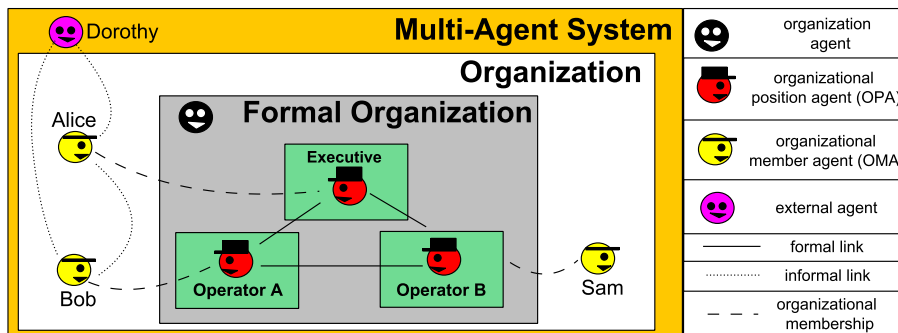 Dorothy
Multi-Agent System
Organization
Formal Organization
Alice
Executive
Operator A
Operator B
Bob
Sam
organization
agent
organizational
position agent (OPA)
organizational
member agent (OMA)
external agent
formal link
informal link
organizational
membership